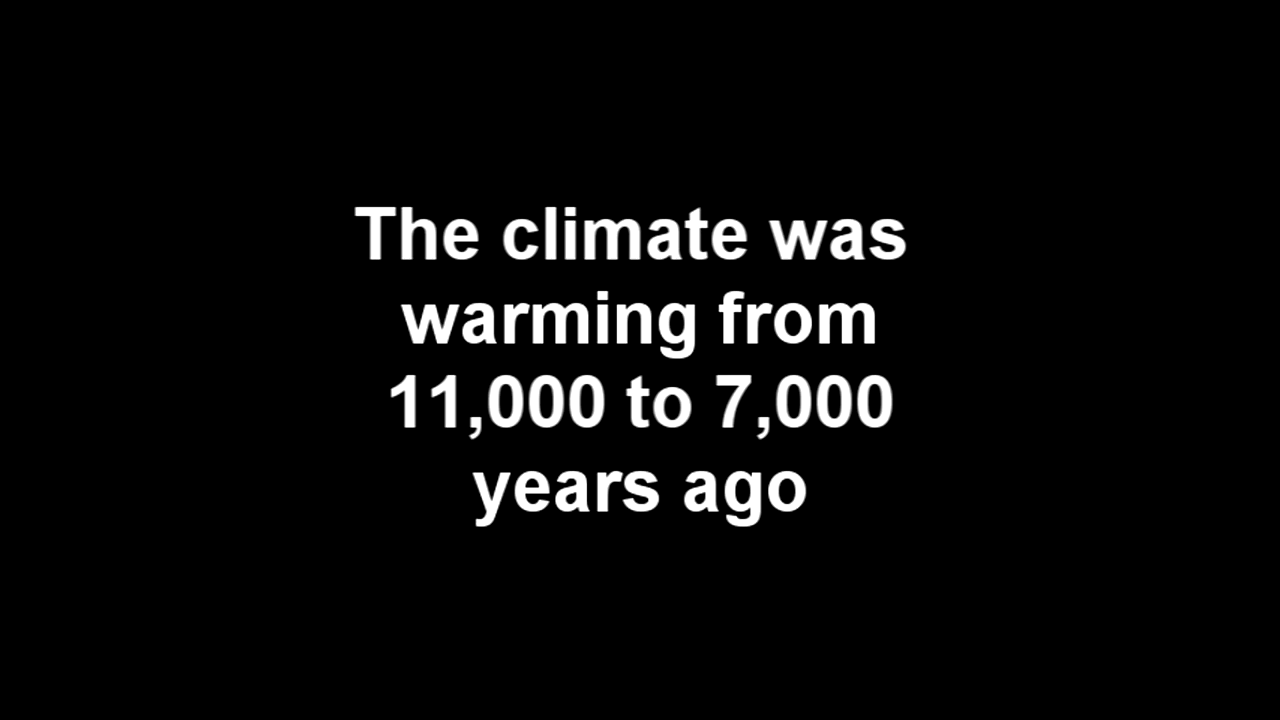 The climate was
warming from
11,000 to 7,000
years ago